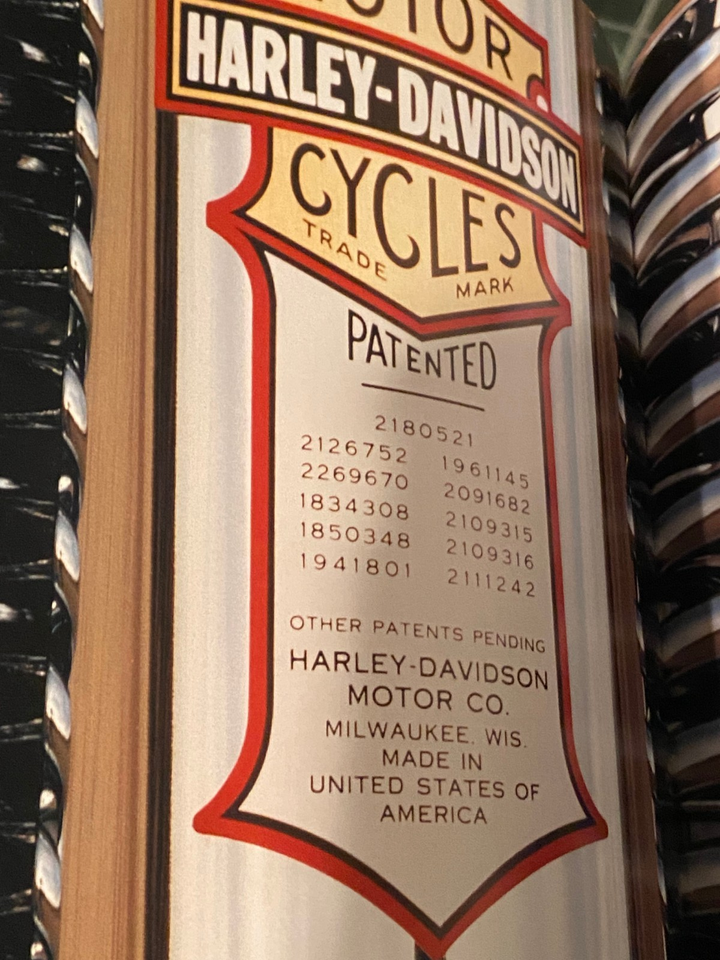 MOTOR
HARLEY-DAVIDSON
CYCLES
TRADE MARK
PATENTED
2180521
2126752 1961145
2269670 2091682
1834308 2109315
1850348 2109316
1941801 2111242
OTHER PATENTS PENDING
HARLEY-DAVIDSON
MOTOR CO.
MILWAUKEE. WIS.
MADE IN
UNITED STATES OF
AMERICA